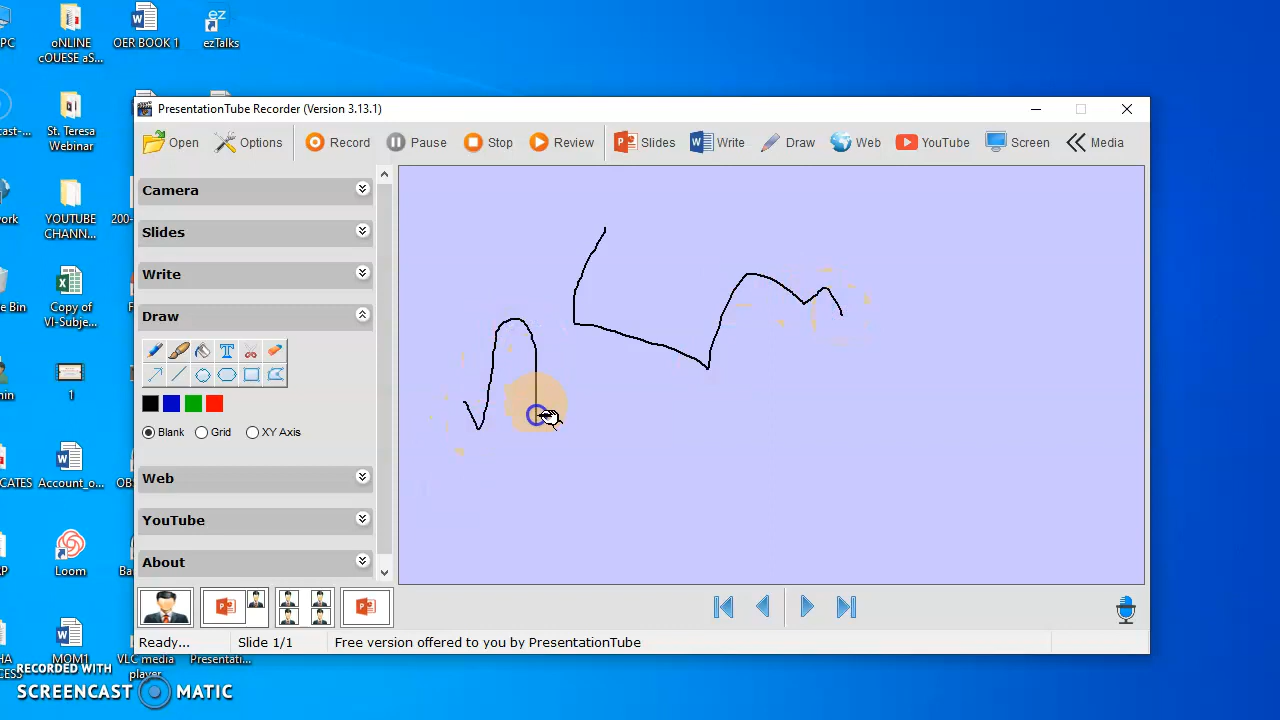 PC
oNLINE
cOUESE aS...
OER BOOK 1
ezTalks
St. Teresa
Webinar
YOUTUBE
CHANN...
200-
Copy of
VI-Subje...
1
Account_o...
Loom
MOM1
VLC media
player
Presentati...
PresentationTube Recorder (Version 3.13.1)
Open
Options
Record
Pause
Stop
Review
Slides
Write
Draw
Web
YouTube
Screen
Media
Camera
Slides
Write
Draw
Blank
Grid
XY Axis
Web
YouTube
About
Ready...
Slide 1/1
Free version offered to you by PresentationTube
RECORDED WITH
SCREENCAST MATIC